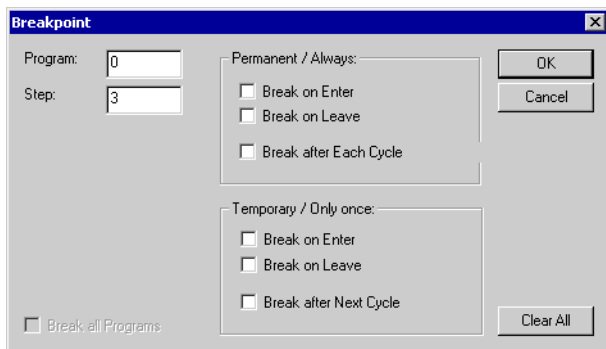 Breakpoint
Program: 0
Step: 3
Permanent / Always:
Break on Enter
Break on Leave
Break after Each Cycle
Temporary / Only once:
Break on Enter
Break on Leave
Break after Next Cycle
Break all Programs
OK
Cancel
Clear All